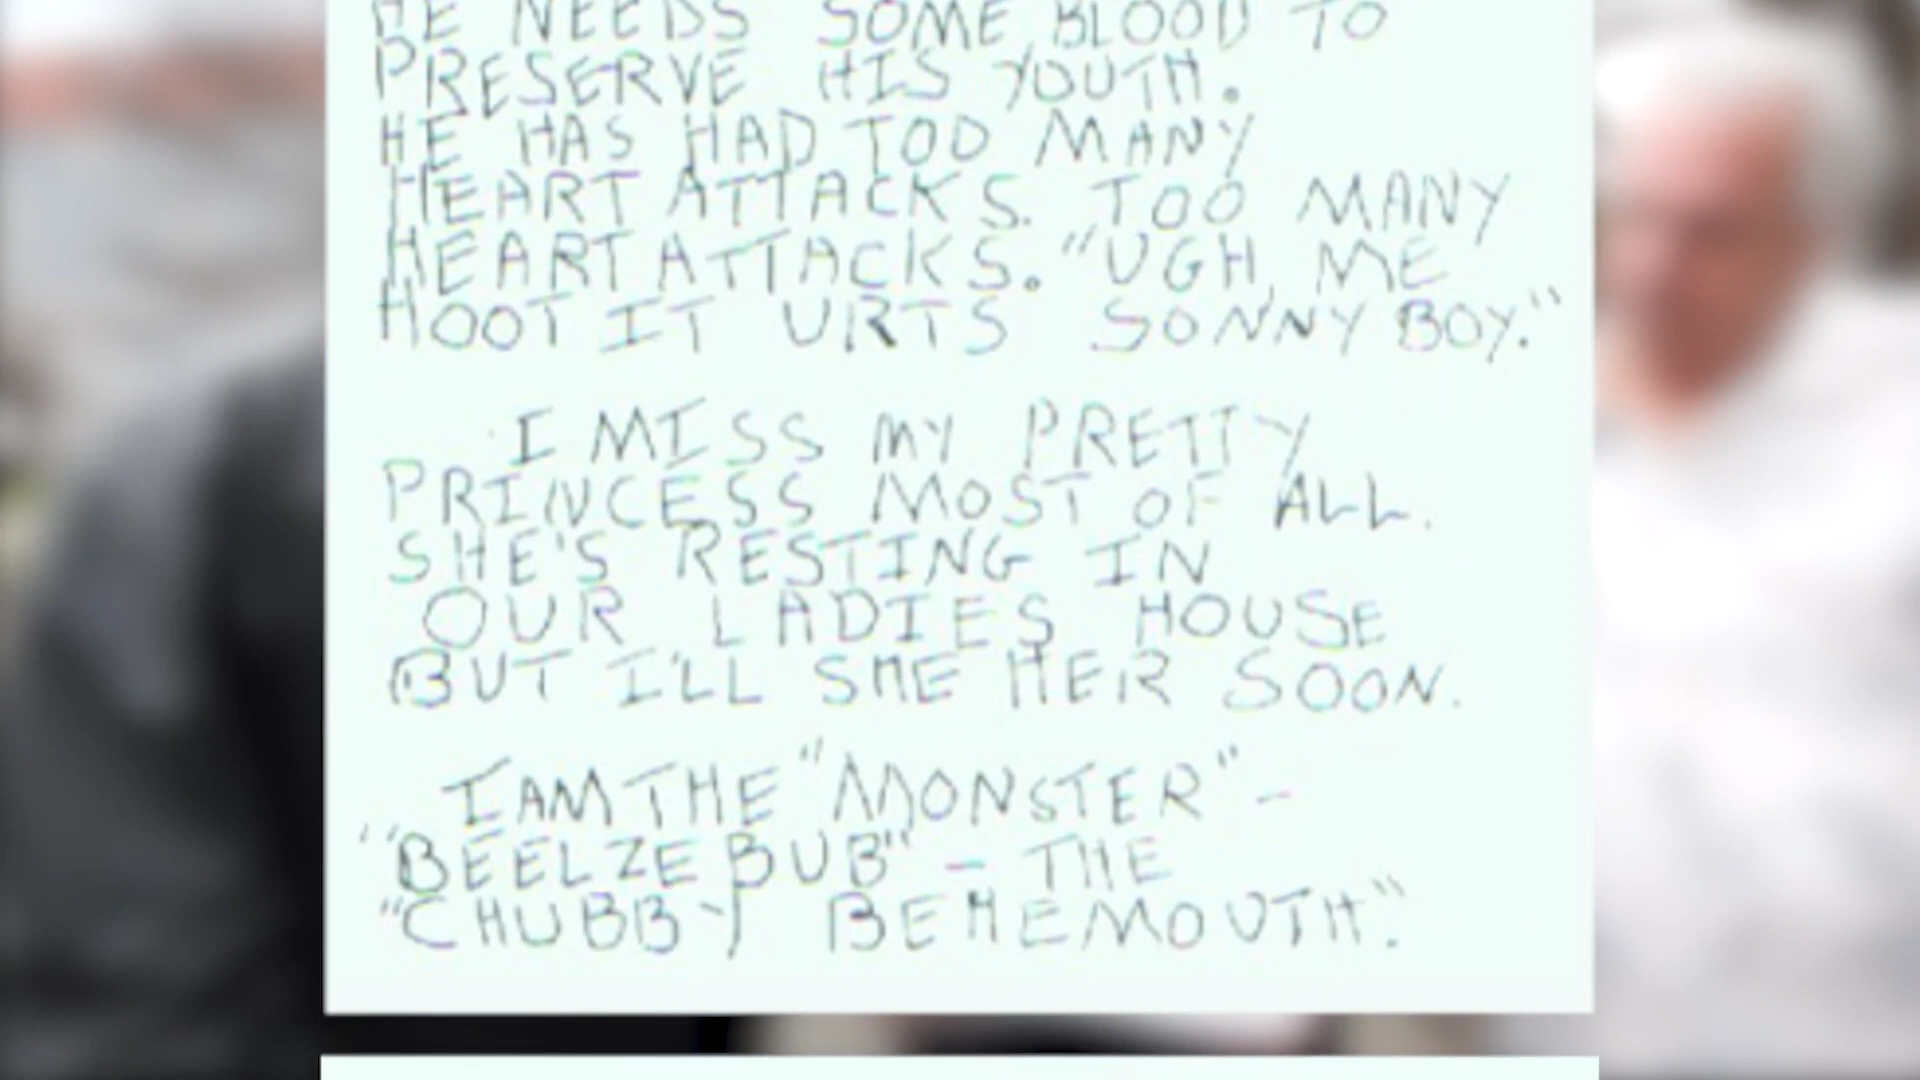 HE NEEDS SOME BLOOD TO
PRESERVE HIS YOUTH.
HE HAS HAD TOO MANY
HEART ATTACKS. TOO MANY
HEART ATTACKS. "UGH, ME
HOOT IT URTS SONNY BOY."
I MISS MY PRETTY
PRINCESS MOST OF ALL.
SHE'S RESTING IN
OUR LADIES HOUSE
BUT I'LL SHE HER SOON.
I AM THE "MONSTER" -
"BEELZEBUB" - THE
"CHUBBY BEHEMOUTH".